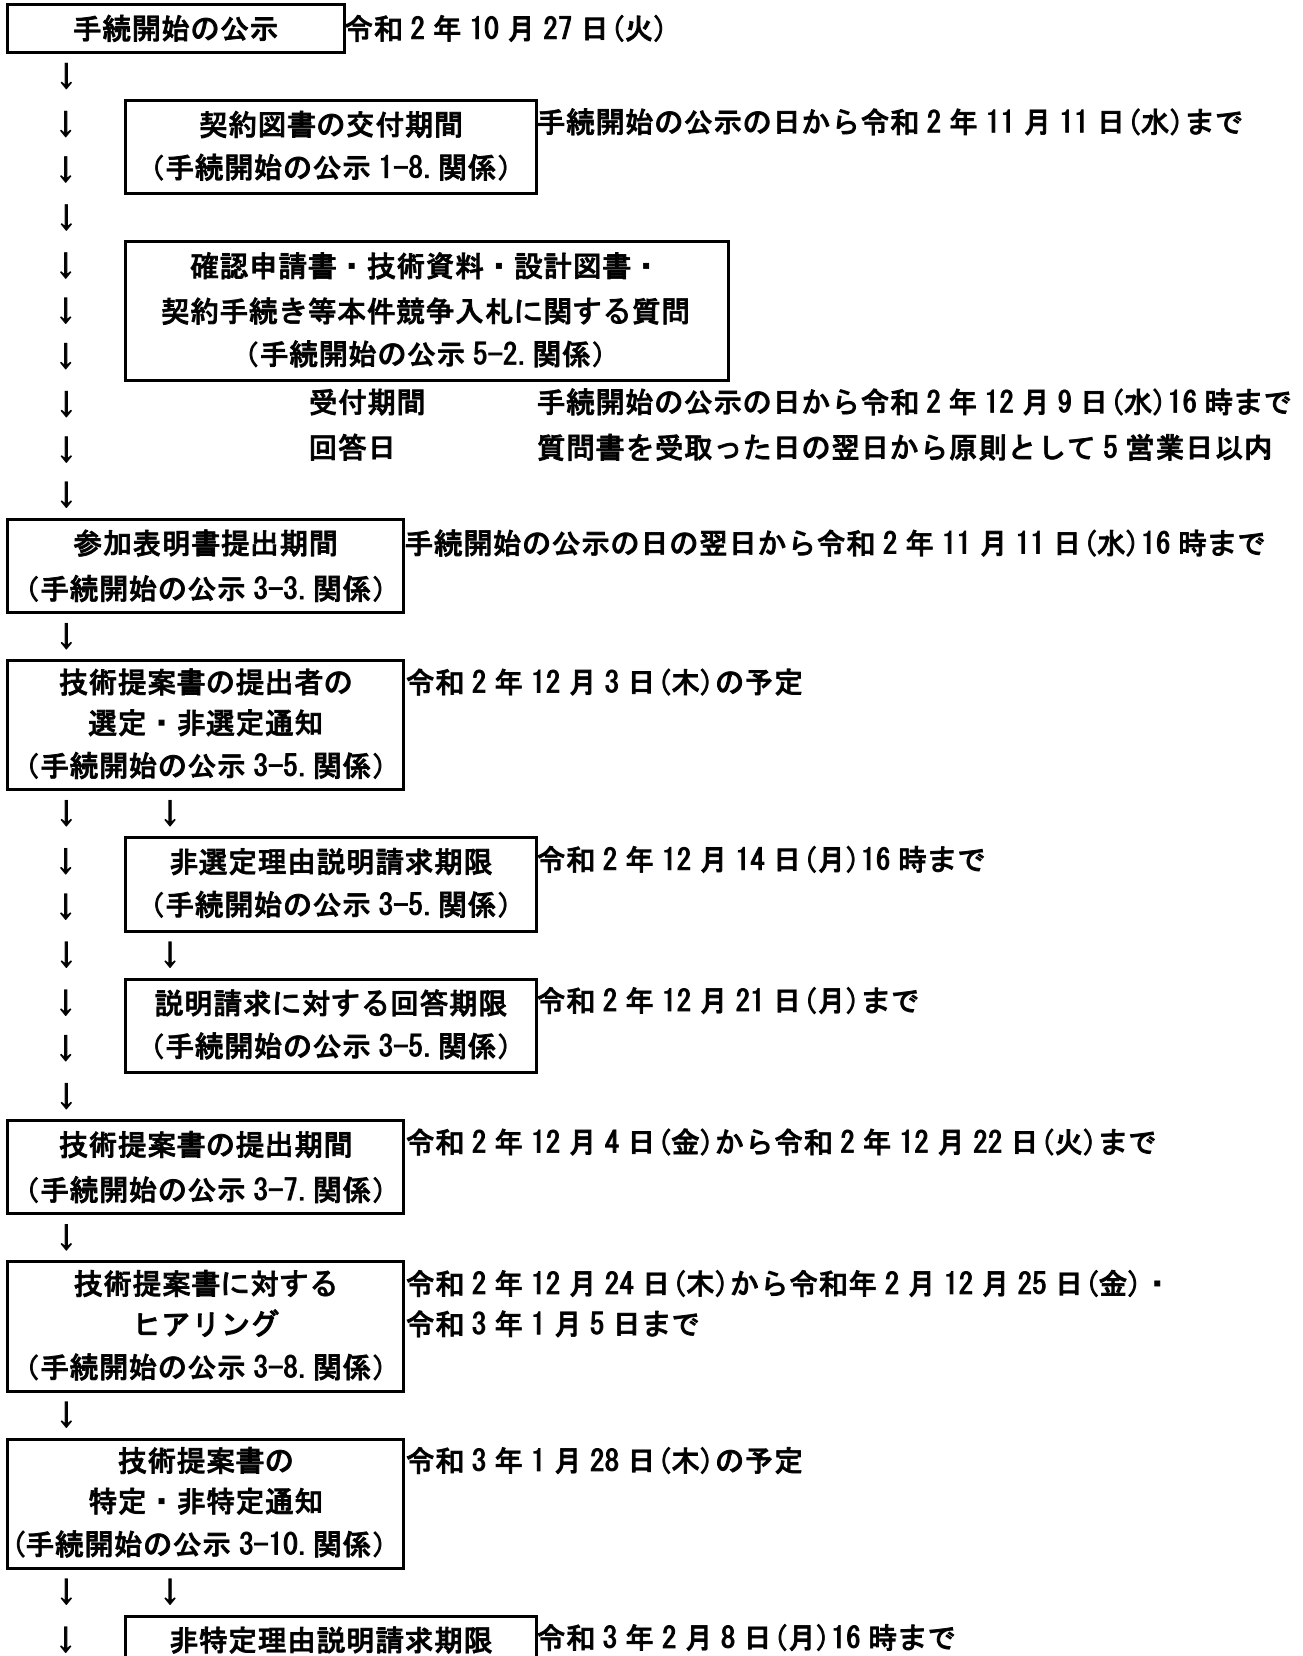 手続開始の公示 令和2年10月27日(火)
↓
↓ 契約図書の交付期間 手続開始の公示の日から令和2年11月11日(水)まで
↓ (手続開始の公示1-8.関係)
↓
↓ 確認申請書・技術資料・設計図書・
↓ 契約手続き等本件競争入札に関する質問
↓ (手続開始の公示5-2.関係)
↓ 受付期間 手続開始の公示の日から令和2年12月9日(水)16時まで
↓ 回答日 質問書を受取った日の翌日から原則として5営業日以内
↓
参加表明書提出期間 手続開始の公示の日の翌日から令和2年11月11日(水)16時まで
(手続開始の公示3-3.関係)
↓
技術提案書の提出者の 令和2年12月3日(木)の予定
選定・非選定通知
(手続開始の公示3-5.関係)
↓ ↓
↓ 非選定理由説明請求期限 令和2年12月14日(月)16時まで
↓ (手続開始の公示3-5.関係)
↓ ↓
↓ 説明請求に対する回答期限 令和2年12月21日(月)まで
↓ (手続開始の公示3-5.関係)
↓
技術提案書の提出期間 令和2年12月4日(金)から令和2年12月22日(火)まで
(手続開始の公示3-7.関係)
↓
技術提案書に対する 令和2年12月24日(木)から令和年2月12月25日(金)・
ヒアリング 令和3年1月5日まで
(手続開始の公示3-8.関係)
↓
技術提案書の 令和3年1月28日(木)の予定
特定・非特定通知
(手続開始の公示3-10.関係)
↓ ↓
↓ 非特定理由説明請求期限 令和3年2月8日(月)16時まで